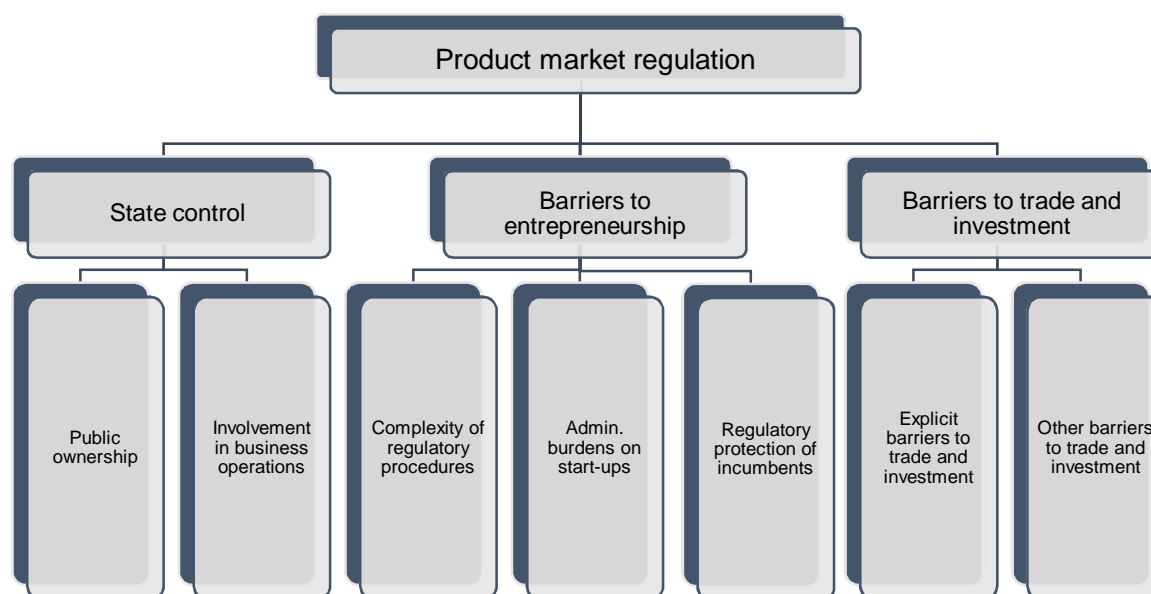 Product market regulation
State control
Barriers to
entrepreneurship
Barriers to trade and
investment
Public
ownership
Involvement
in business
operations
Complexity of
regulatory
procedures
Admin.
burdens on
start-ups
Regulatory
protection of
incumbents
Explicit
barriers to
trade and
investment
Other barriers
to trade and
investment